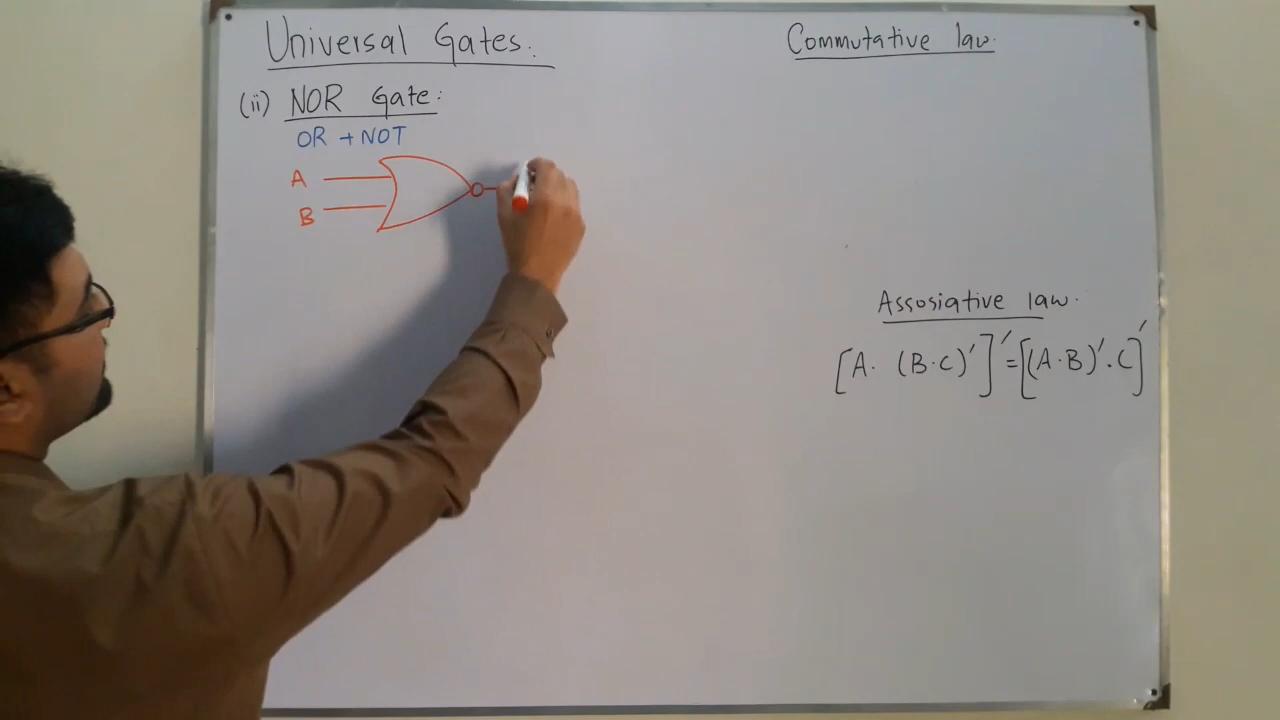 Universal Gates.
(ii) NOR Gate:
OR + NOT
A
B
Commutative law.
Assosiative law.
[A. (B.C)']'=[(A.B)'.C]'